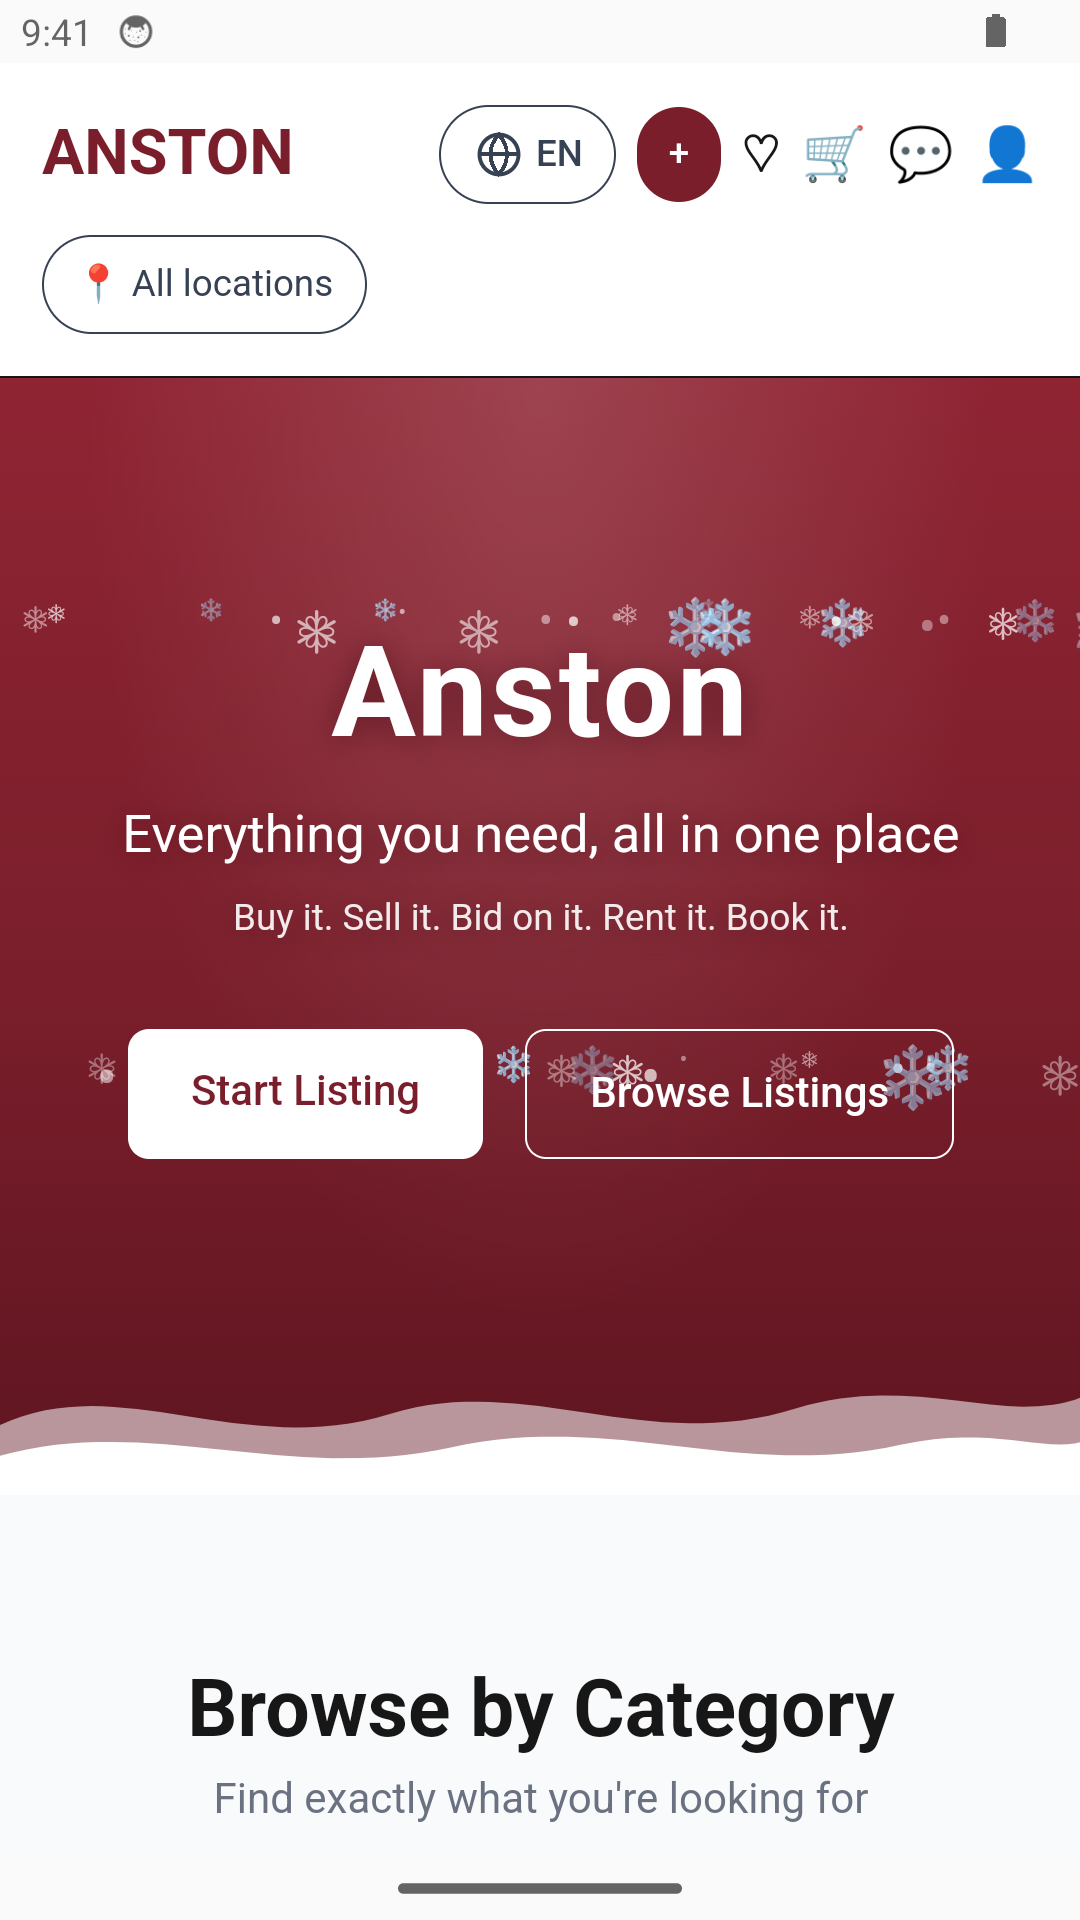 9:41
ANSTON
EN
+
All locations
Anston
Everything you need, all in one place
Buy it. Sell it. Bid on it. Rent it. Book it.
Start Listing
Browse Listings
Browse by Category
Find exactly what you're looking for